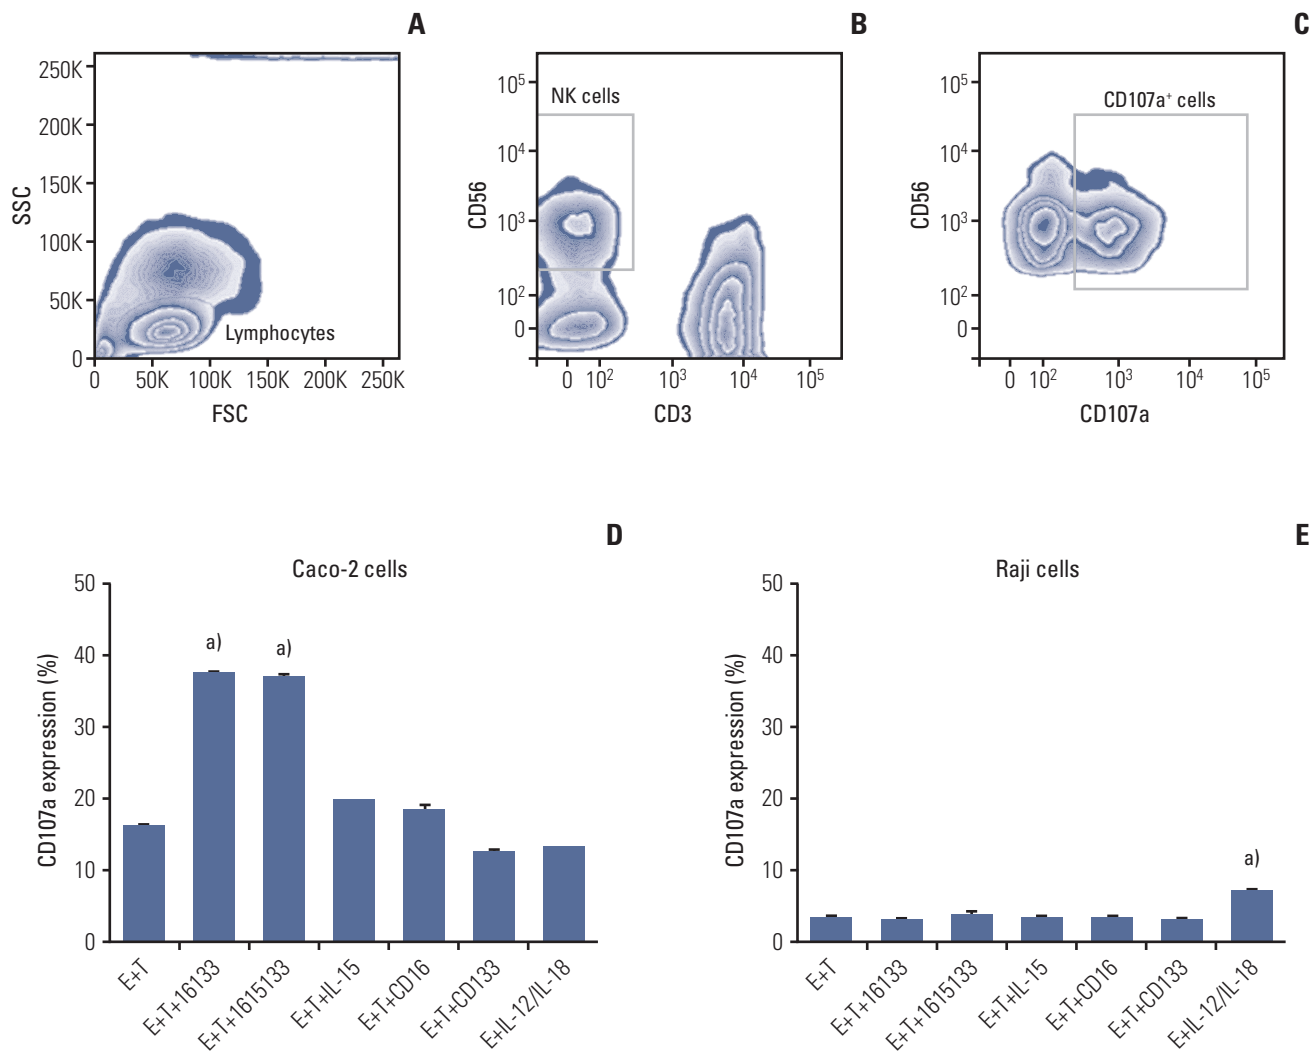 A
250K
200K
150K
100K
50K
0
SSC
Lymphocytes
0 50K 100K 150K 200K 250K
FSC
B
10⁵
10⁴
10³
10²
0
CD56
NK cells
0 10² 10³ 10⁴ 10⁵
CD3
C
10⁵
10⁴
10³
10²
0
CD56
CD107a⁺ cells
0 10² 10³ 10⁴ 10⁵
CD107a
D
Caco-2 cells
50
40
30
20
10
0
CD107a expression (%)
a)
a)
E+T
E+T+16133
E+T+1615133
E+T+IL-15
E+T+CD16
E+T+CD133
E+IL-12/IL-18
E
Raji cells
50
40
30
20
10
0
CD107a expression (%)
a)
E+T
E+T+16133
E+T+1615133
E+T+IL-15
E+T+CD16
E+T+CD133
E+IL-12/IL-18